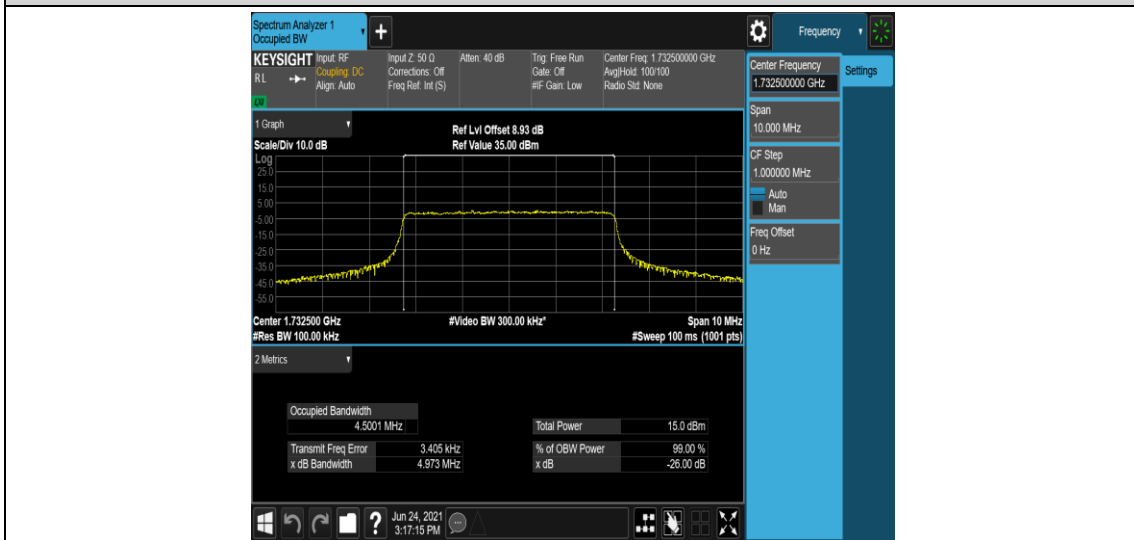 Spectrum Analyzer 1
Occupied BW
+
Frequency
KEYSIGHT
RL
LXI
Input: RF
Coupling: DC
Align: Auto
Input Z: 50 Ω
Corrections: Off
Freq Ref: Int (S)
Atten: 40 dB
Trig: Free Run
Gate: Off
#IF Gain: Low
Center Freq: 1.732500000 GHz
Avg|Hold: 100/100
Radio Std: None
Center Frequency
1.732500000 GHz
Settings
Span
10.000 MHz
CF Step
1.000000 MHz
Auto
Man
Freq Offset
0 Hz
1 Graph
Scale/Div 10.0 dB
Ref Lvl Offset 8.93 dB
Ref Value 35.00 dBm
Log
25.0
15.0
5.00
-5.00
-15.0
-25.0
-35.0
-45.0
-55.0
Center 1.732500 GHz
#Res BW 100.00 kHz
#Video BW 300.00 kHz*
Span 10 MHz
#Sweep 100 ms (1001 pts)
2 Metrics
Occupied Bandwidth
4.5001 MHz
Transmit Freq Error 3.405 kHz
x dB Bandwidth 4.973 MHz
Total Power 15.0 dBm
% of OBW Power 99.00 %
x dB -26.00 dB
?
Jun 24, 2021
3:17:15 PM